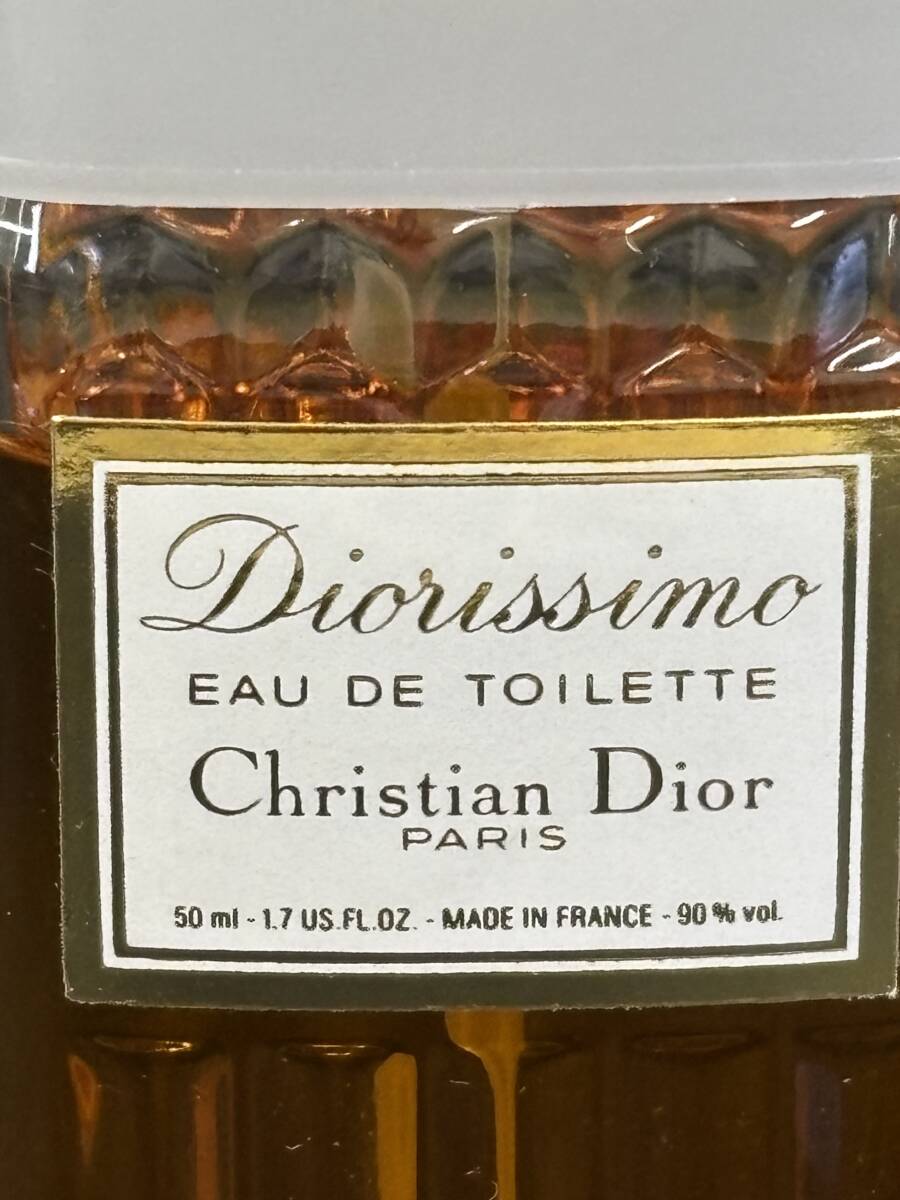 Diorissimo
EAU DE TOILETTE
Christian Dior
PARIS
50 ml - 1.7 US.FL.OZ. - MADE IN FRANCE - 90 % vol.